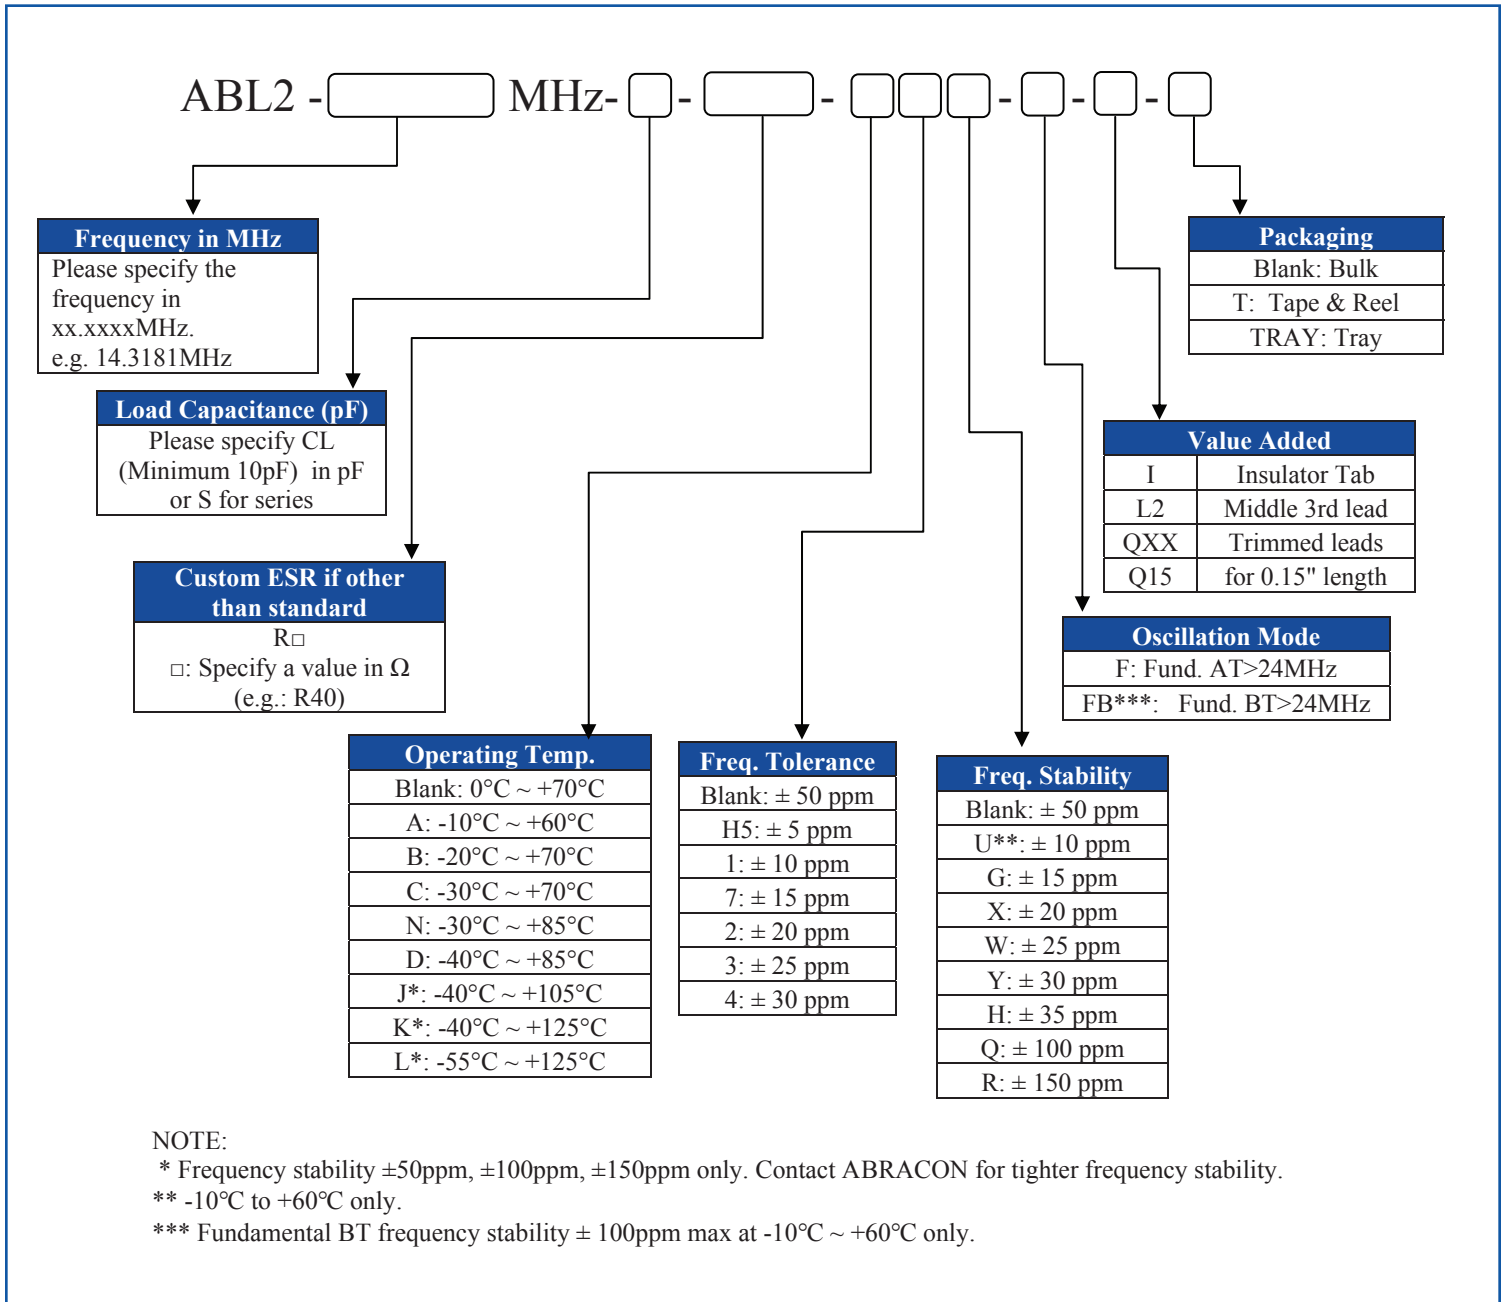 ABL2 - MHz- - - - - -
Frequency in MHz
Please specify the
frequency in
xx.xxxxMHz.
e.g. 14.3181MHz
Load Capacitance (pF)
Please specify CL
(Minimum 10pF) in pF
or S for series
Custom ESR if other
than standard
R□
□: Specify a value in Ω
(e.g.: R40)
Operating Temp.
Blank: 0°C ~ +70°C
A: -10°C ~ +60°C
B: -20°C ~ +70°C
C: -30°C ~ +70°C
N: -30°C ~ +85°C
D: -40°C ~ +85°C
J*: -40°C ~ +105°C
K*: -40°C ~ +125°C
L*: -55°C ~ +125°C
Freq. Tolerance
Blank: ± 50 ppm
H5: ± 5 ppm
1: ± 10 ppm
7: ± 15 ppm
2: ± 20 ppm
3: ± 25 ppm
4: ± 30 ppm
Freq. Stability
Blank: ± 50 ppm
U**: ± 10 ppm
G: ± 15 ppm
X: ± 20 ppm
W: ± 25 ppm
Y: ± 30 ppm
H: ± 35 ppm
Q: ± 100 ppm
R: ± 150 ppm
Oscillation Mode
F: Fund. AT>24MHz
FB***: Fund. BT>24MHz
Value Added
I Insulator Tab
L2 Middle 3rd lead
QXX Trimmed leads
Q15 for 0.15" length
Packaging
Blank: Bulk
T: Tape & Reel
TRAY: Tray
NOTE:
* Frequency stability ±50ppm, ±100ppm, ±150ppm only. Contact ABRACON for tighter frequency stability.
** -10°C to +60°C only.
*** Fundamental BT frequency stability ± 100ppm max at -10°C ~ +60°C only.